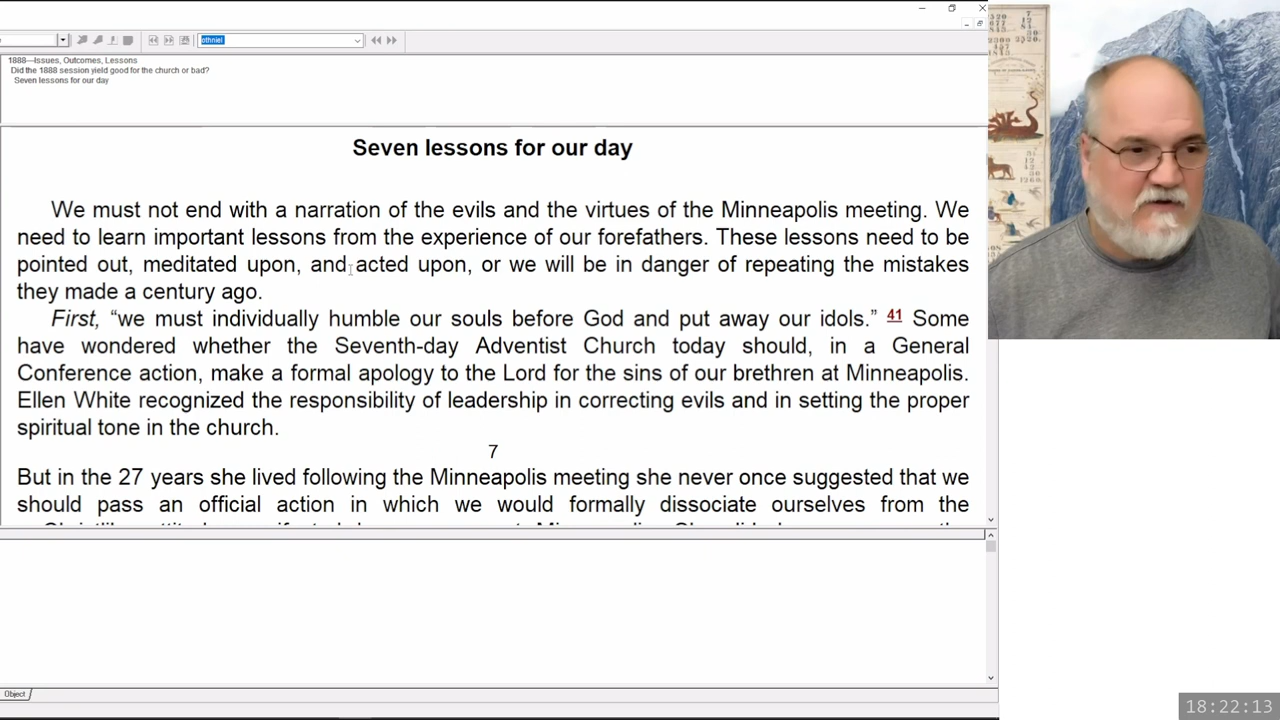 othniel
1888—Issues, Outcomes, Lessons
Did the 1888 session yield good for the church or bad?
Seven lessons for our day
Seven lessons for our day
We must not end with a narration of the evils and the virtues of the Minneapolis meeting. We
need to learn important lessons from the experience of our forefathers. These lessons need to be
pointed out, meditated upon, and acted upon, or we will be in danger of repeating the mistakes
they made a century ago.
First, “we must individually humble our souls before God and put away our idols.” 41 Some
have wondered whether the Seventh-day Adventist Church today should, in a General
Conference action, make a formal apology to the Lord for the sins of our brethren at Minneapolis.
Ellen White recognized the responsibility of leadership in correcting evils and in setting the proper
spiritual tone in the church.
7
But in the 27 years she lived following the Minneapolis meeting she never once suggested that we
should pass an official action in which we would formally dissociate ourselves from the
Object
18:22:13